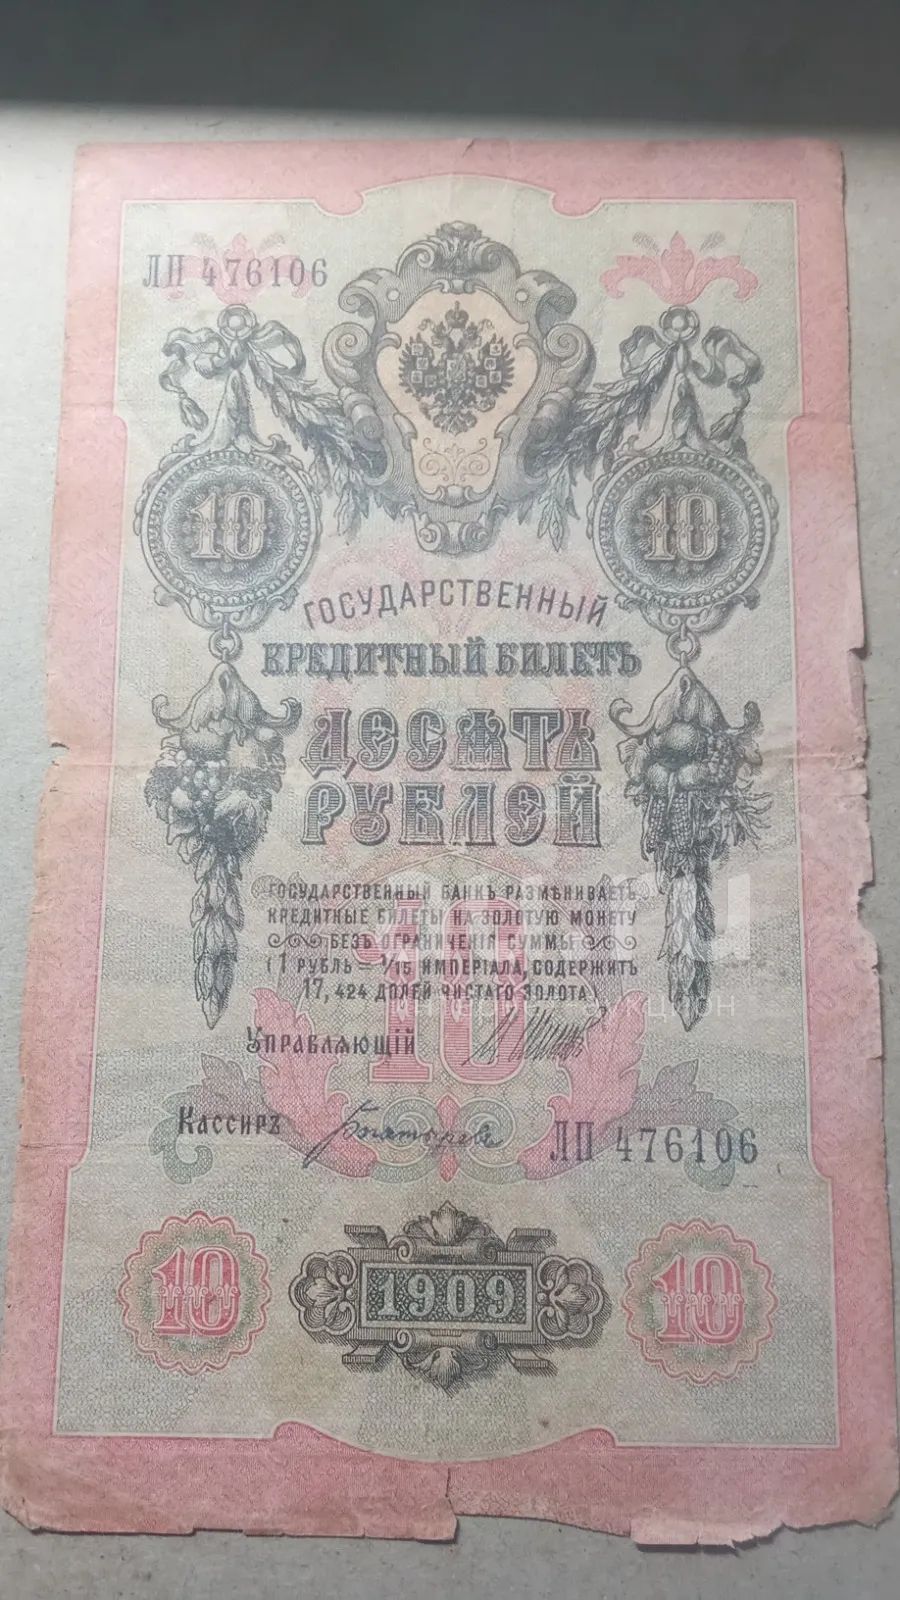 ЛП 476106
10 10
ГОСУДАРСТВЕННЫЙ
КРЕДИТНЫЙ БИЛЕТЪ
ДЕСЯТЬ
РУБЛЕЙ
ГОСУДАРСТВЕННЫЙ БАНКЪ РАЗМѢНИВАЕТЪ
КРЕДИТНЫЕ БИЛЕТЫ НА ЗОЛОТУЮ МОНЕТУ
БЕЗЪ ОГРАНИЧЕНІЯ СУММЫ
(1 РУБЛЬ = 1/15 ИМПЕРІАЛА, СОДЕРЖИТЪ
17,424 ДОЛЕЙ ЧИСТАГО ЗОЛОТА)
10
УПРАВЛЯЮЩІЙ
КАССИРЪ
ЛП 476106
10 1909 10